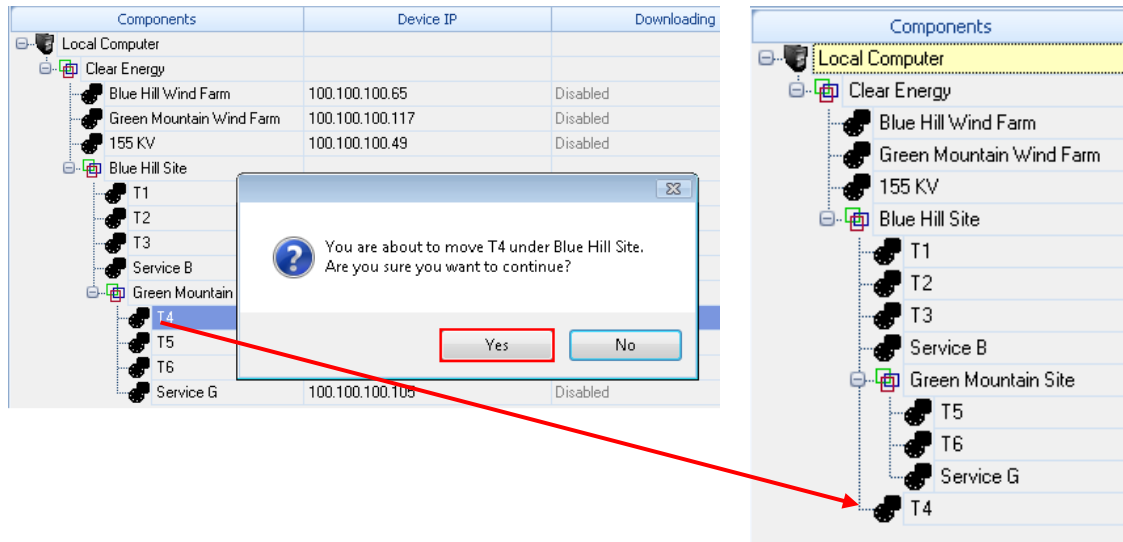 Components Device IP Downloading
Local Computer
Clear Energy
Blue Hill Wind Farm 100.100.100.65 Disabled
Green Mountain Wind Farm 100.100.100.117 Disabled
155 KV 100.100.100.49 Disabled
Blue Hill Site
T1
T2
T3
Service B
Green Mountain
T4
T5
T6
Service G 100.100.100.105 Disabled
You are about to move T4 under Blue Hill Site.
Are you sure you want to continue?
Yes No
Components
Local Computer
Clear Energy
Blue Hill Wind Farm
Green Mountain Wind Farm
155 KV
Blue Hill Site
T1
T2
T3
Service B
Green Mountain Site
T5
T6
Service G
T4